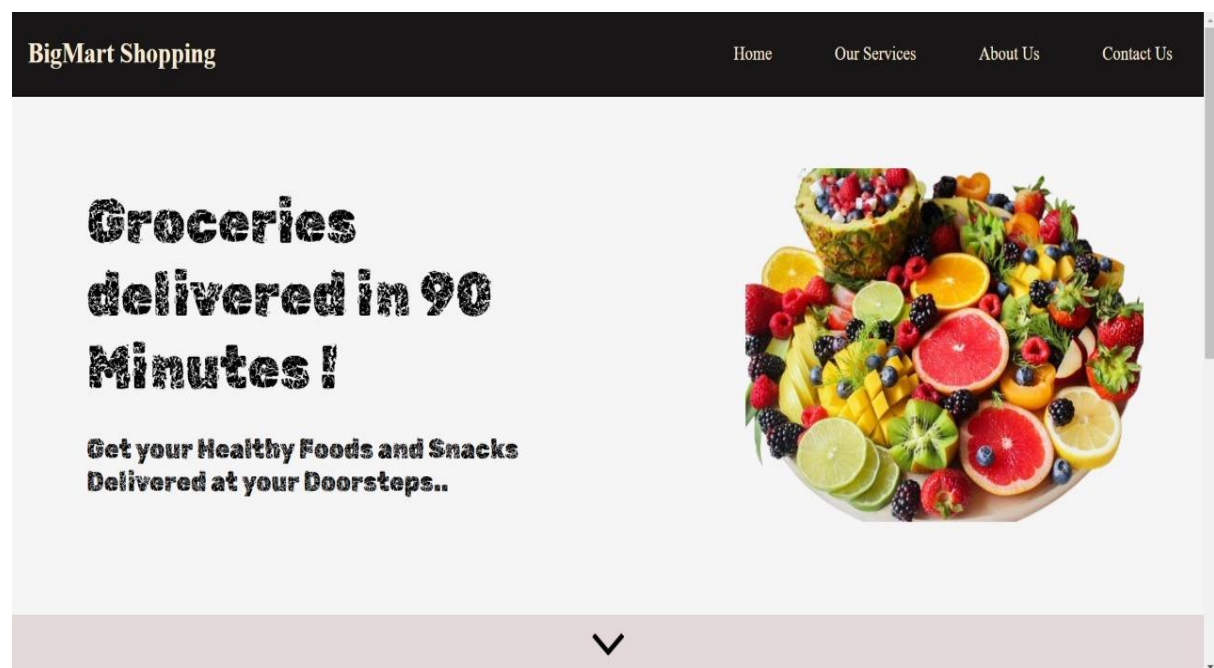 BigMart Shopping
Home
Our Services
About Us
Contact Us
Groceries
delivered in 90
Minutes !
Get your Healthy Foods and Snacks
Delivered at your Doorsteps..